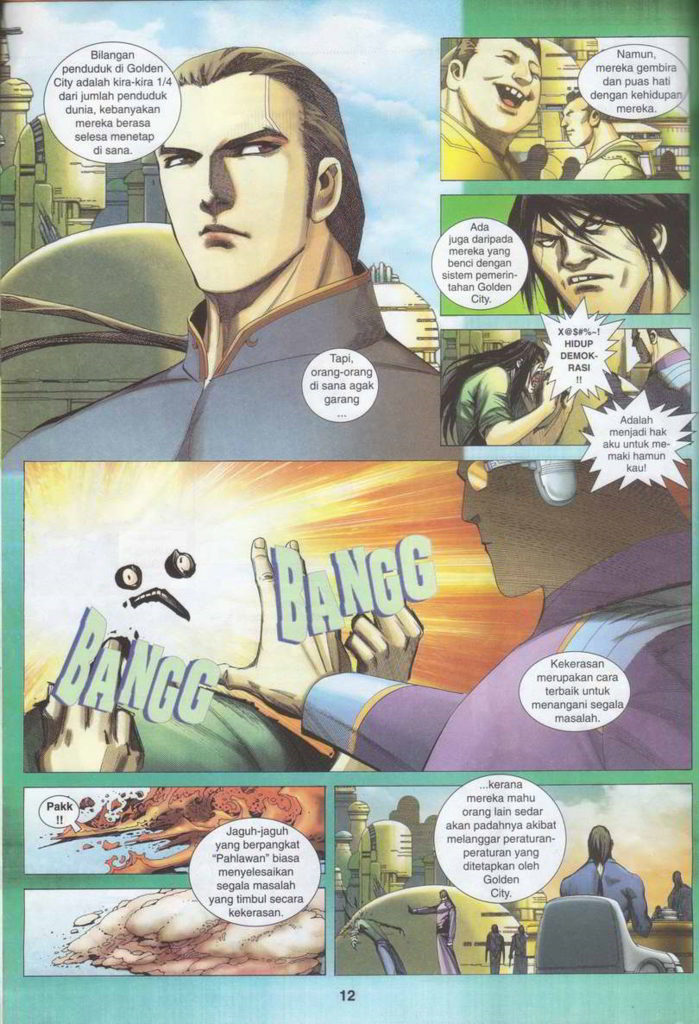 Bilangan
penduduk di Golden
City adalah kira-kira 1/4
dari jumlah penduduk
dunia, kebanyakan
mereka berasa
selesa menetap
di sana.
Tapi,
orang-orang
di sana agak
garang
...
Namun,
mereka gembira
dan puas hati
dengan kehidupan
mereka.
Ada
juga daripada
mereka yang
benci dengan
sistem pemerin-
tahan Golden
City.
X@$#%~!
HIDUP
DEMOK-
RASI
!!
Adalah
menjadi hak
aku untuk me-
maki hamun
kau!
BANGG
BANGG
Kekerasan
merupakan cara
terbaik untuk
menangani segala
masalah.
Pakk
!!
Jaguh-jaguh
yang berpangkat
"Pahlawan" biasa
menyelesaikan
segala masalah
yang timbul secara
kekerasan.
...kerana
mereka mahu
orang lain sedar
akan padahnya akibat
melanggar peraturan-
peraturan yang
ditetapkan oleh
Golden
City.
12